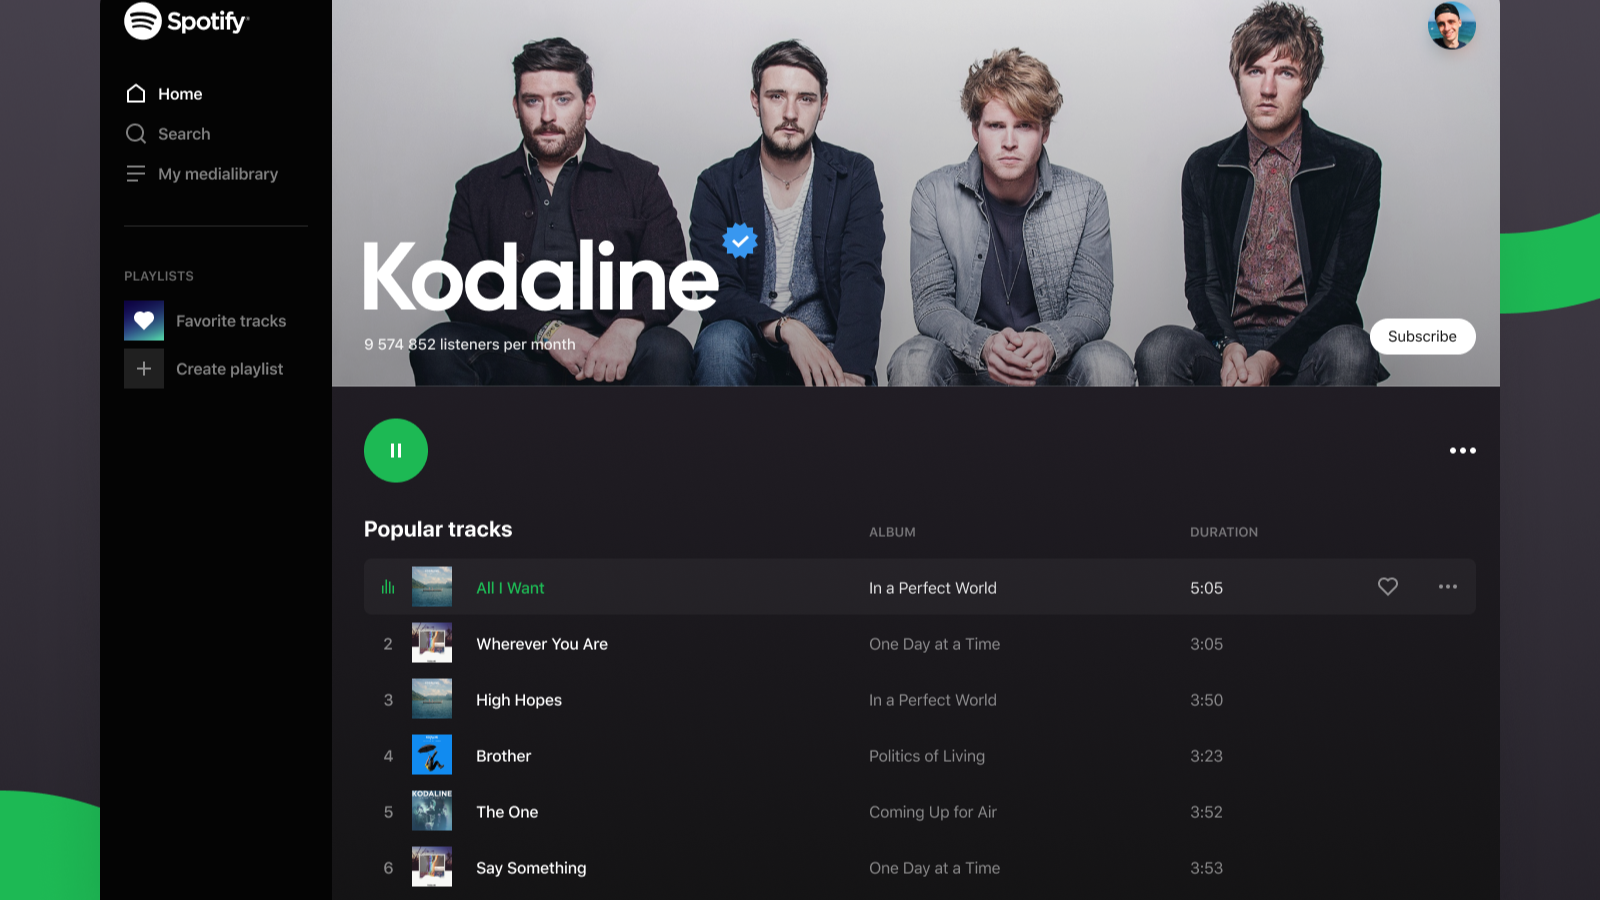 Spotify
Home
Search
My medialibrary
PLAYLISTS
Favorite tracks
Create playlist
Kodaline
9 574 852 listeners per month
Subscribe
Popular tracks ALBUM DURATION
All I Want In a Perfect World 5:05
2 Wherever You Are One Day at a Time 3:05
3 High Hopes In a Perfect World 3:50
4 Brother Politics of Living 3:23
KODALINE
5 The One Coming Up for Air 3:52
6 Say Something One Day at a Time 3:53